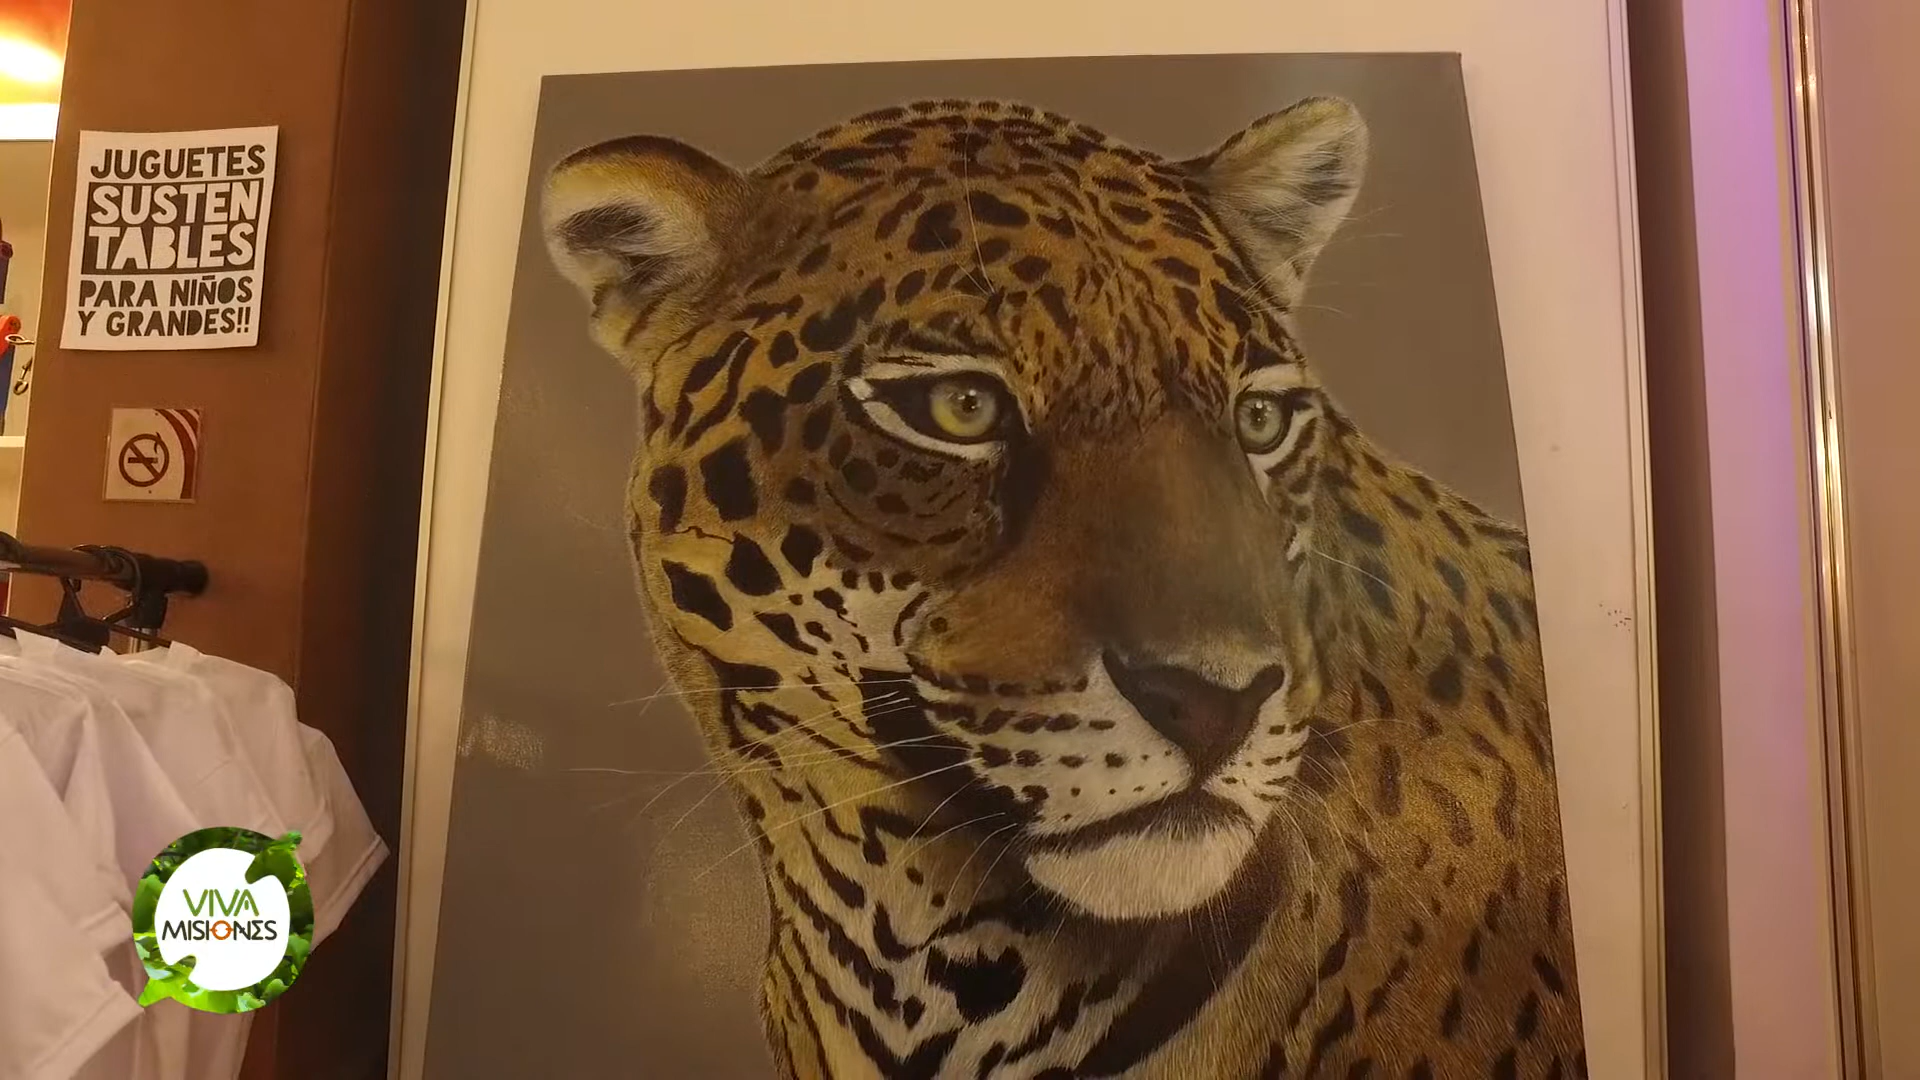 JUGUETES
SUSTEN
TABLES
PARA NIÑOS
Y GRANDES!!
VIVA
MISIONES